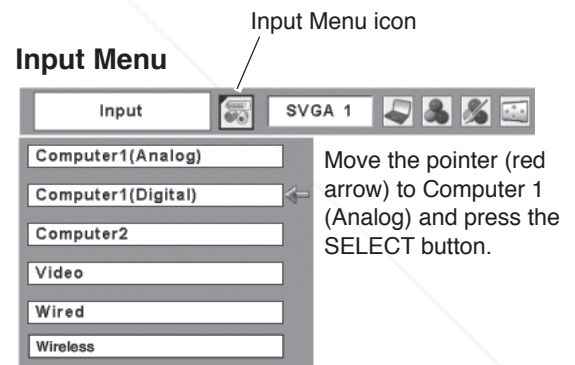 Input Menu icon
Input Menu
Input
SVGA 1
Computer1(Analog)
Computer1(Digital)
Computer2
Video
Wired
Wireless
Move the pointer (red
arrow) to Computer 1
(Analog) and press the
SELECT button.